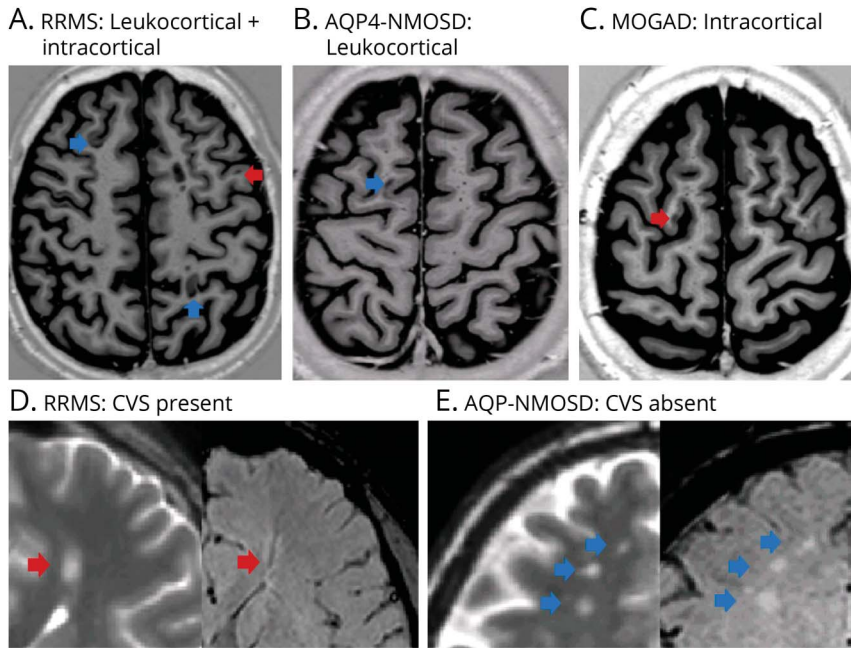 A. RRMS: Leukocortical +
intracortical
B. AQP4-NMOSD:
Leukocortical
C. MOGAD: Intracortical
D. RRMS: CVS present
E. AQP-NMOSD: CVS absent